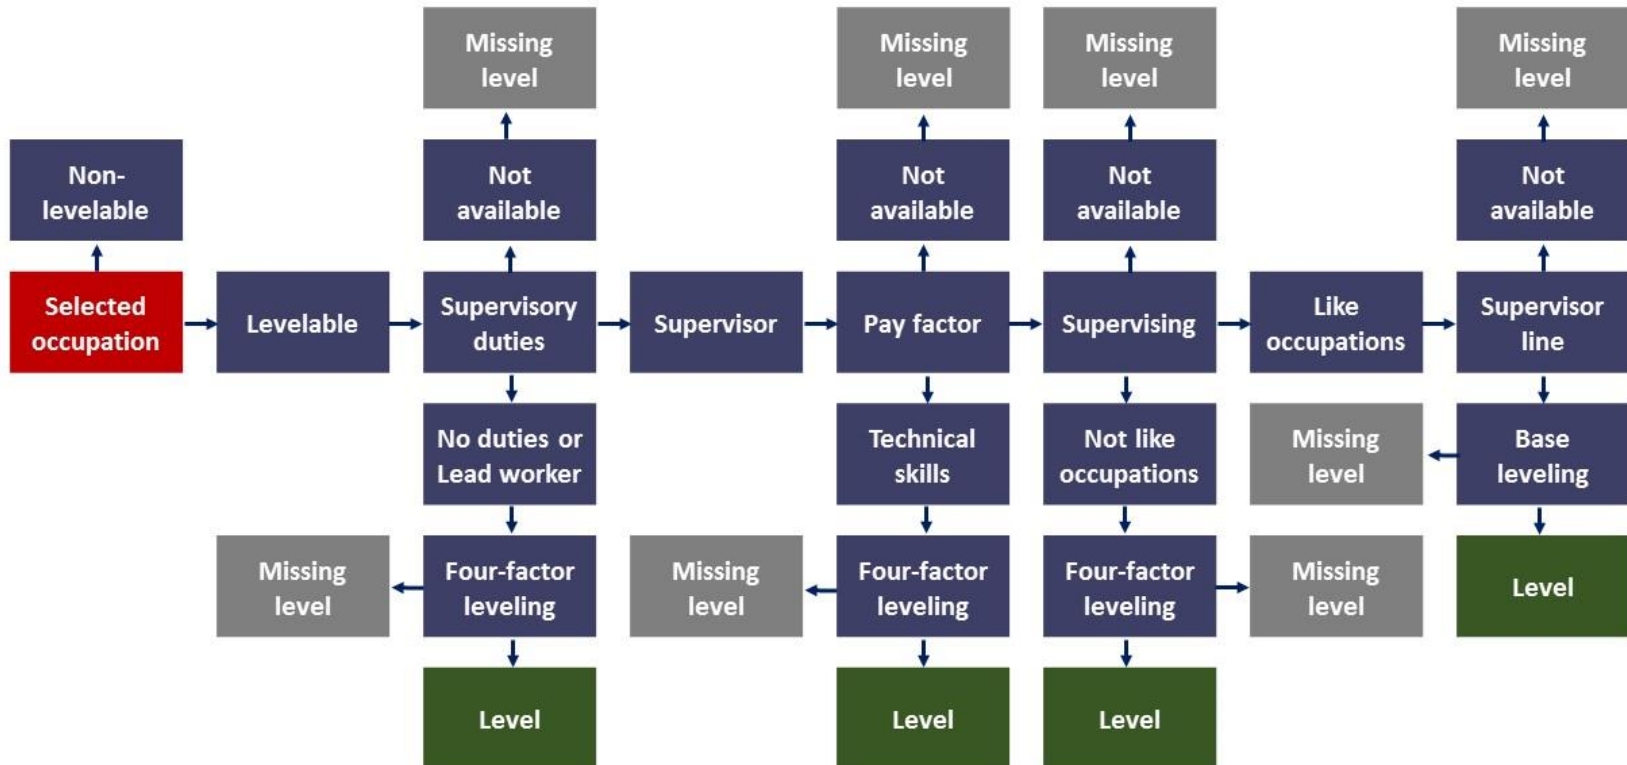 Missing
level
Missing
level
Missing
level
Missing
level
Non-
levelable
Not
available
Not
available
Not
available
Not
available
Selected
occupation
Levelable
Supervisory
duties
Supervisor
Pay factor
Supervising
Like
occupations
Supervisor
line
No duties or
Lead worker
Technical
skills
Not like
occupations
Missing
level
Base
leveling
Missing
level
Four-factor
leveling
Missing
level
Four-factor
leveling
Four-factor
leveling
Missing
level
Level
Level
Level
Level